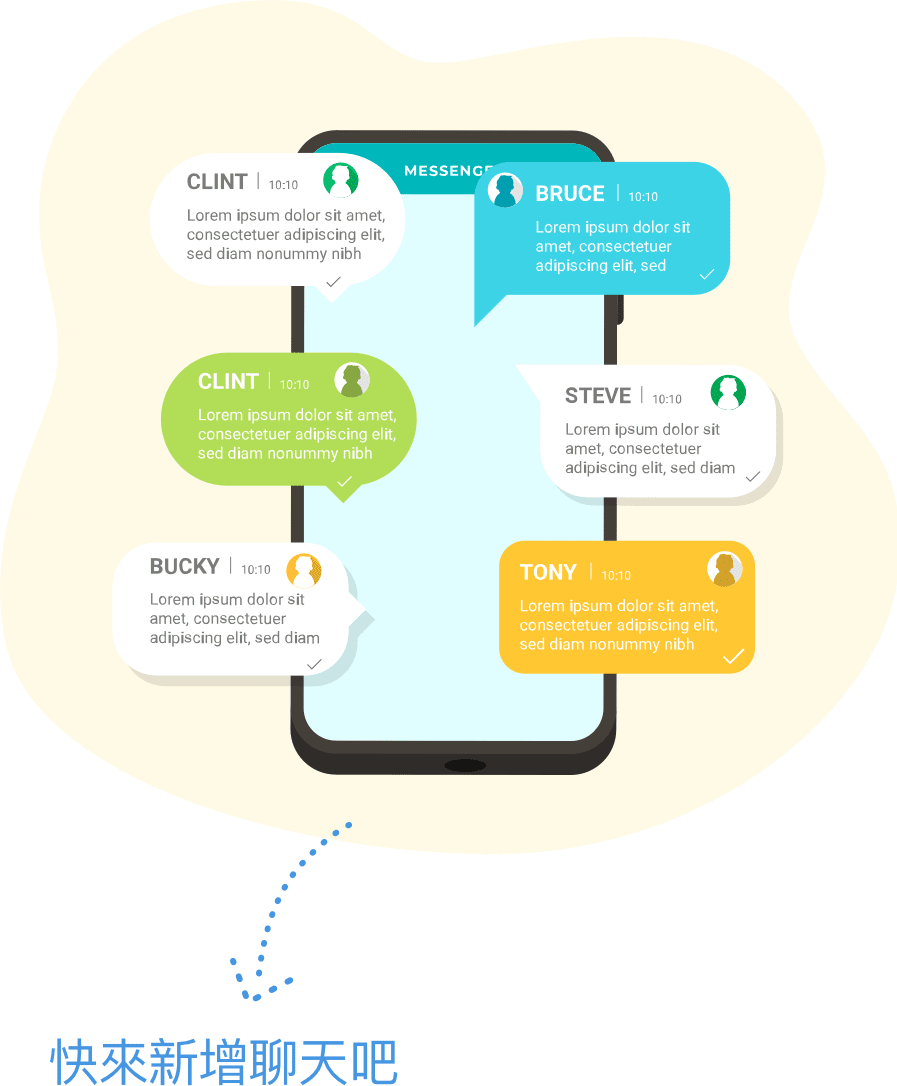 MESSENGE
CLINT | 10:10
Lorem ipsum dolor sit amet,
consectetuer adipiscing elit,
sed diam nonummy nibh
BRUCE | 10:10
Lorem ipsum dolor sit
amet, consectetuer
adipiscing elit, sed
CLINT | 10:10
Lorem ipsum dolor sit amet,
consectetuer adipiscing elit,
sed diam nonummy nibh
STEVE | 10:10
Lorem ipsum dolor sit
amet, consectetuer
adipiscing elit, sed diam
BUCKY | 10:10
Lorem ipsum dolor sit
amet, consectetuer
adipiscing elit, sed diam
TONY | 10:10
Lorem ipsum dolor sit amet,
consectetuer adipiscing elit,
sed diam nonummy nibh
快來新增聊天吧